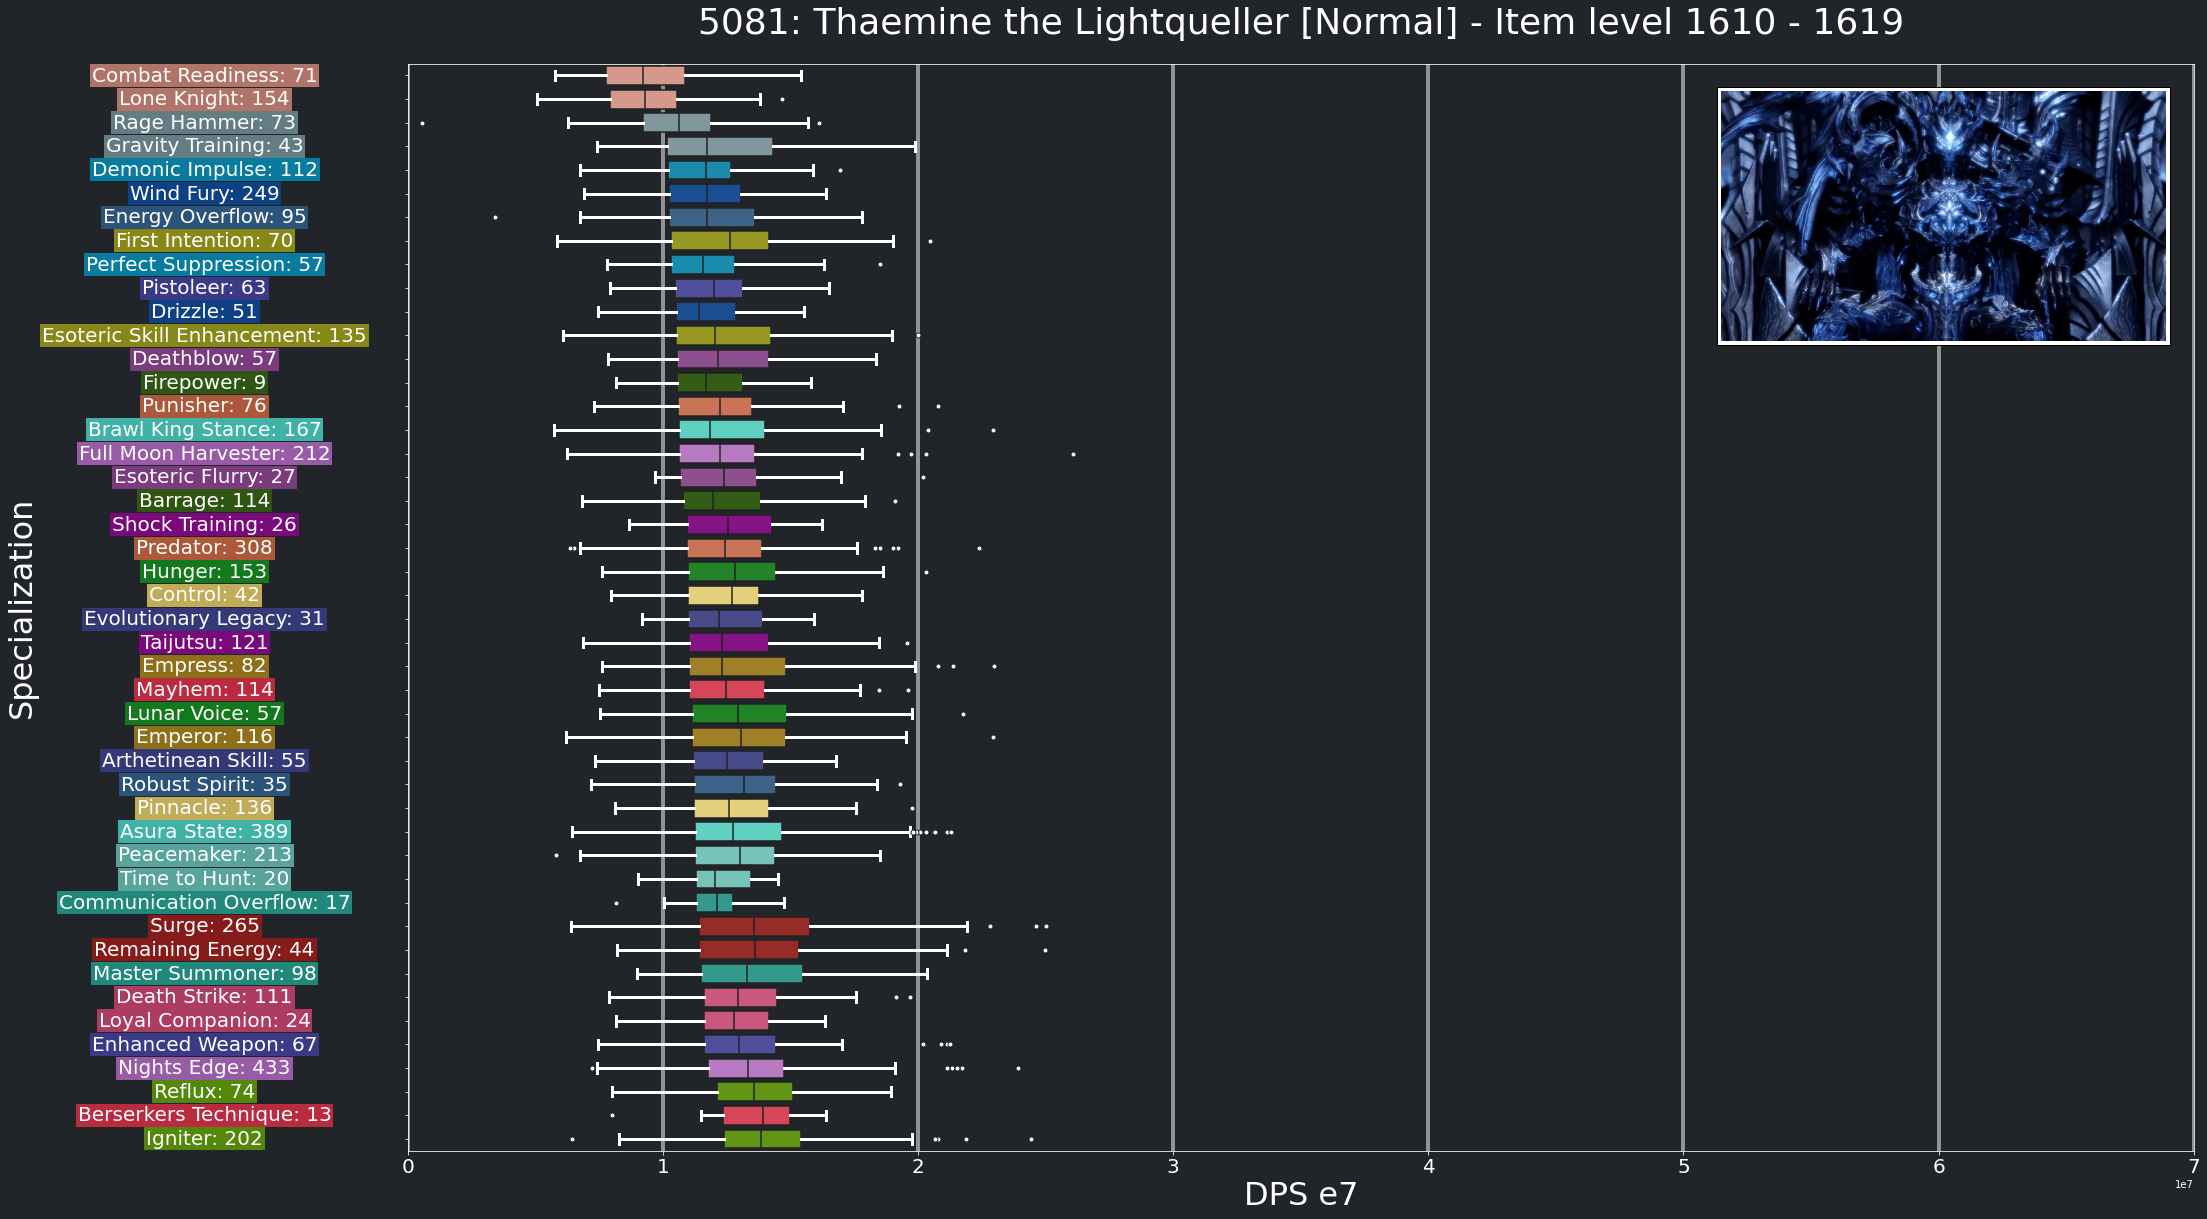 5081: Thaemine the Lightqueller [Normal] - Item level 1610 - 1619
Combat Readiness: 71
Lone Knight: 154
Rage Hammer: 73
Gravity Training: 43
Demonic Impulse: 112
Wind Fury: 249
Energy Overflow: 95
First Intention: 70
Perfect Suppression: 57
Pistoleer: 63
Drizzle: 51
Esoteric Skill Enhancement: 135
Deathblow: 57
Firepower: 9
Punisher: 76
Brawl King Stance: 167
Full Moon Harvester: 212
Esoteric Flurry: 27
Barrage: 114
Shock Training: 26
Predator: 308
Hunger: 153
Control: 42
Evolutionary Legacy: 31
Taijutsu: 121
Empress: 82
Mayhem: 114
Lunar Voice: 57
Emperor: 116
Arthetinean Skill: 55
Robust Spirit: 35
Pinnacle: 136
Asura State: 389
Peacemaker: 213
Time to Hunt: 20
Communication Overflow: 17
Surge: 265
Remaining Energy: 44
Master Summoner: 98
Death Strike: 111
Loyal Companion: 24
Enhanced Weapon: 67
Nights Edge: 433
Reflux: 74
Berserkers Technique: 13
Igniter: 202
Specialization
0 1 2 3 4 5 6 7
1e7
DPS e7